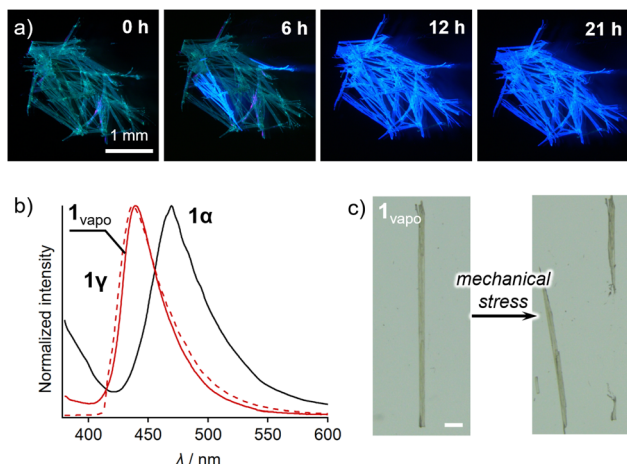 a)
0 h
6 h
12 h
21 h
1 mm
b)
1vapo
1α
1γ
Normalized intensity
400
450
500
550
600
λ / nm
c)
1vapo
mechanical
stress